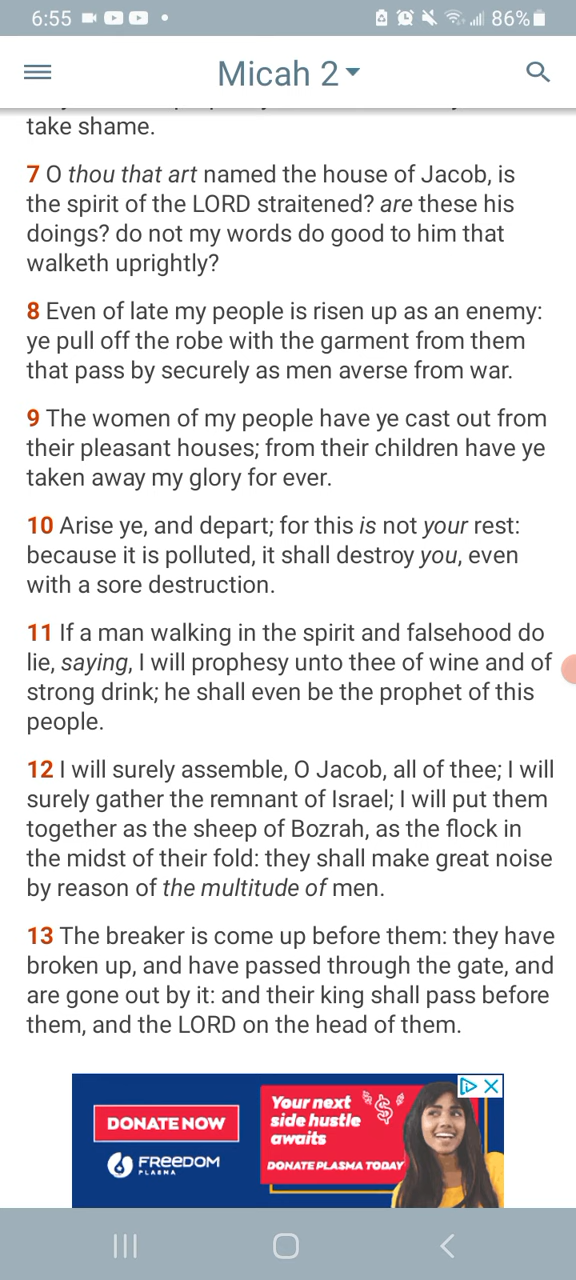 6:55
86%
Micah 2
take shame.
7 O thou that art named the house of Jacob, is
the spirit of the LORD straitened? are these his
doings? do not my words do good to him that
walketh uprightly?
8 Even of late my people is risen up as an enemy:
ye pull off the robe with the garment from them
that pass by securely as men averse from war.
9 The women of my people have ye cast out from
their pleasant houses; from their children have ye
taken away my glory for ever.
10 Arise ye, and depart; for this is not your rest:
because it is polluted, it shall destroy you, even
with a sore destruction.
11 If a man walking in the spirit and falsehood do
lie, saying, I will prophesy unto thee of wine and of
strong drink; he shall even be the prophet of this
people.
12 I will surely assemble, O Jacob, all of thee; I will
surely gather the remnant of Israel; I will put them
together as the sheep of Bozrah, as the flock in
the midst of their fold: they shall make great noise
by reason of the multitude of men.
13 The breaker is come up before them: they have
broken up, and have passed through the gate, and
are gone out by it: and their king shall pass before
them, and the LORD on the head of them.
DONATE NOW
FREEDOM
PLASMA
Your next
side hustle
awaits
DONATE PLASMA TODAY